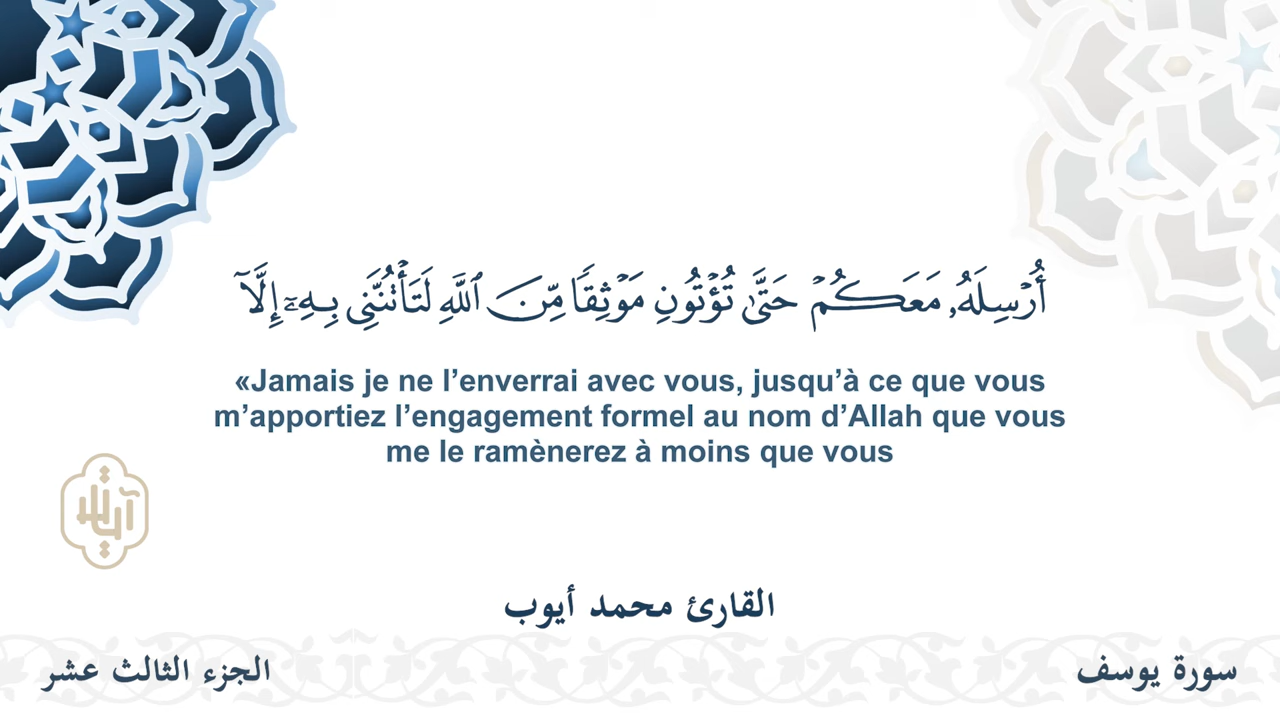 أُرْسِلَهُۥ مَعَكُمْ حَتَّىٰ تُؤْتُونِ مَوْثِقًا مِّنَ ٱللَّهِ لَتَأْتُنَّنِى بِهِۦٓ إِلَّآ
«Jamais je ne l’enverrai avec vous, jusqu’à ce que vous
m’apportiez l’engagement formel au nom d’Allah que vous
me le ramènerez à moins que vous
آيات
القارئ محمد أيوب
سورة يوسف
الجزء الثالث عشر